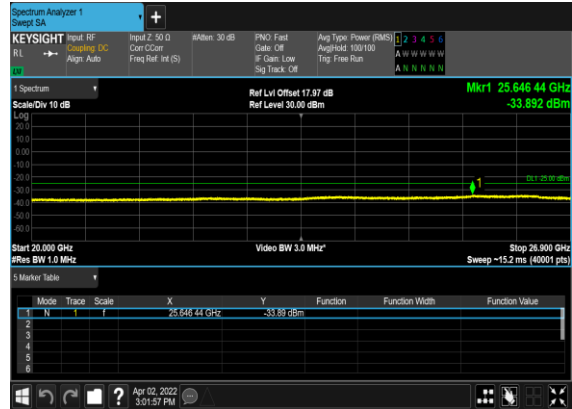 Spectrum Analyzer 1
Swept SA
+
KEYSIGHT Input: RF Input Z: 50 Ω #Atten: 30 dB PNO: Fast Avg Type: Power (RMS) 1 2 3 4 5 6
RL Coupling: DC Corr CCorr Gate: Off Avg|Hold: 100/100 A W W W W W
Align: Auto Freq Ref: Int (S) IF Gain: Low Trig: Free Run
Sig Track: Off A N N N N N
1 Spectrum Ref Lvl Offset 17.97 dB Mkr1 25.646 44 GHz
Scale/Div 10 dB Ref Level 30.00 dBm -33.892 dBm
Log
20.0
10.0
0.00
-10.0
-20.0
1 DL1 -25.00 dBm
-30.0
-40.0
-50.0
-60.0
Start 20.000 GHz Video BW 3.0 MHz* Stop 26.900 GHz
#Res BW 1.0 MHz Sweep ~15.2 ms (40001 pts)
5 Marker Table
Mode Trace Scale X Y Function Function Width Function Value
1 N 1 f 25.646 44 GHz -33.89 dBm
2
3
4
5
6
? Apr 02, 2022
3:01:57 PM